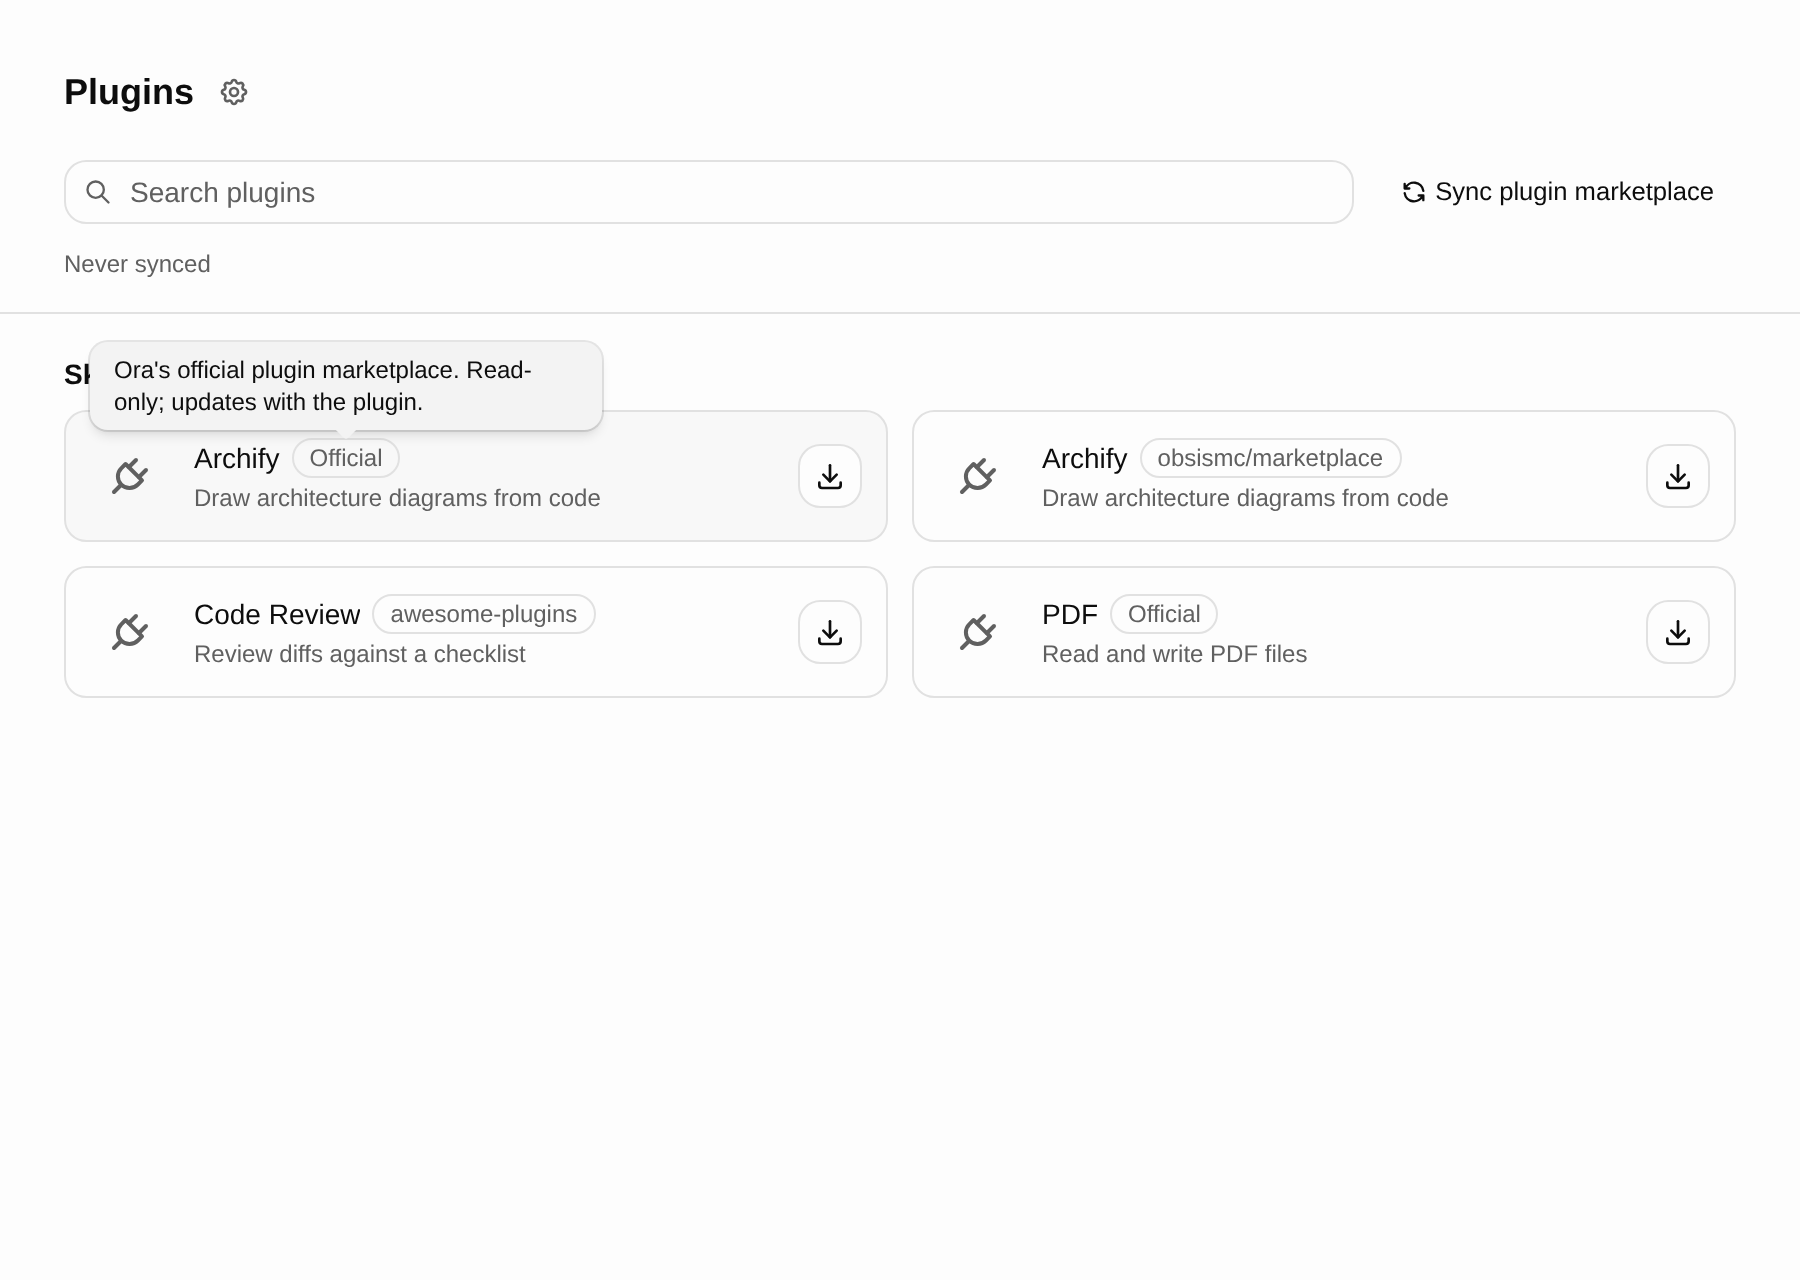 Plugins
Search plugins
Sync plugin marketplace
Never synced
Ora's official plugin marketplace. Read-
only; updates with the plugin.
Archify
Official
Draw architecture diagrams from code
Archify
obsismc/marketplace
Draw architecture diagrams from code
Code Review
awesome-plugins
Review diffs against a checklist
PDF
Official
Read and write PDF files